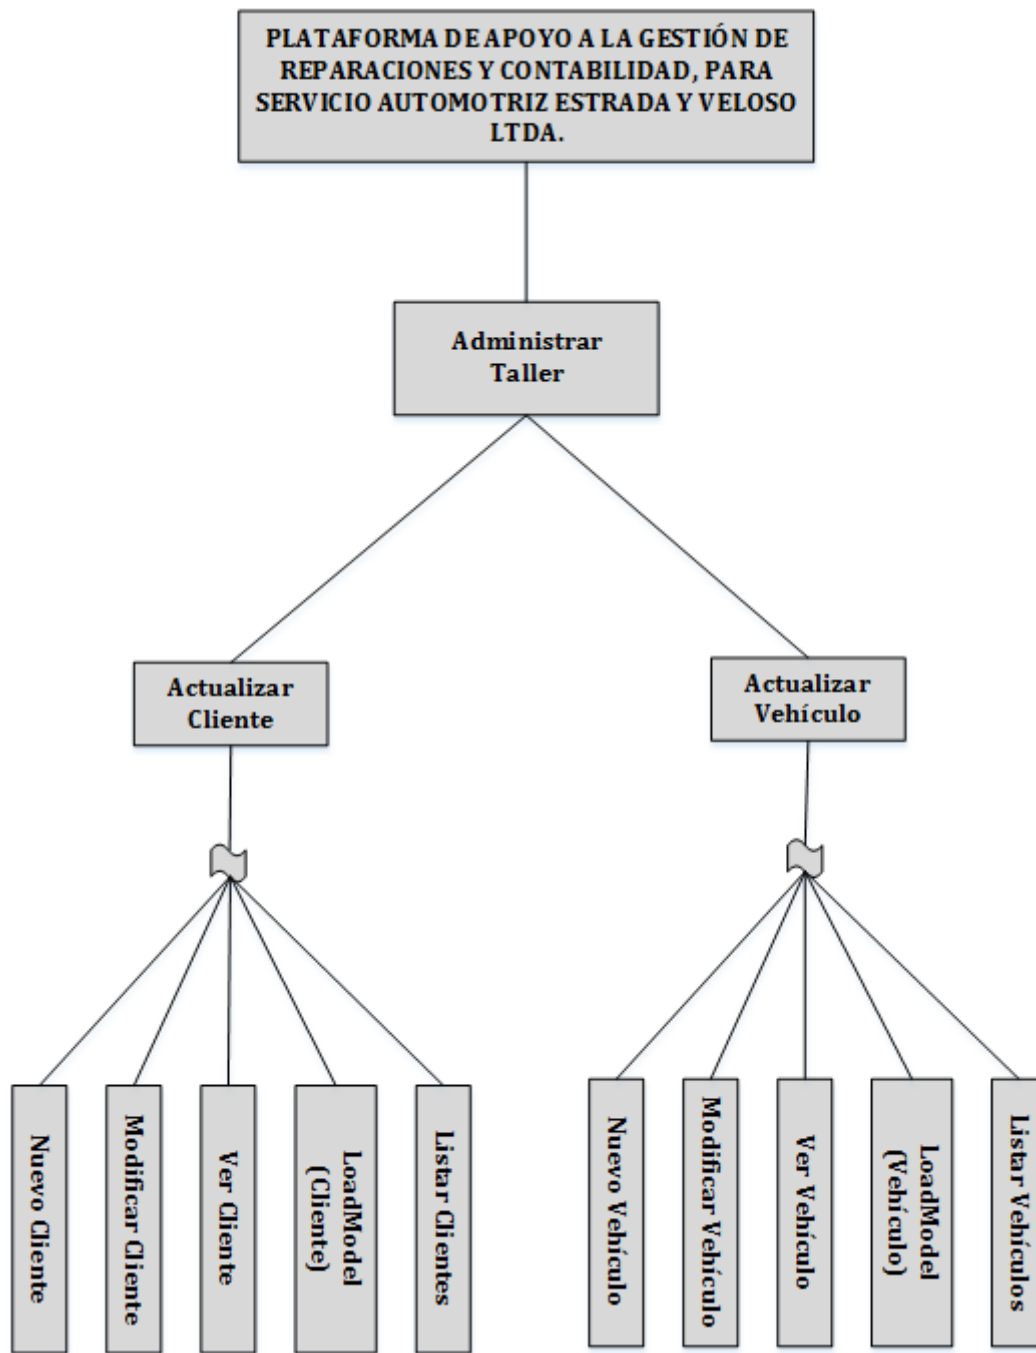 PLATAFORMA DE APOYO A LA GESTIÓN DE
REPARACIONES Y CONTABILIDAD, PARA
SERVICIO AUTOMOTRIZ ESTRADA Y VELOSO
LTDA.
Administrar
Taller
Actualizar
Cliente
Actualizar
Vehículo
Nuevo Cliente
Modificar Cliente
Ver Cliente
LoadModel
(Cliente)
Listar Clientes
Nuevo Vehículo
Modificar Vehículo
Ver Vehículo
LoadModel
(Vehículo)
Listar Vehículos